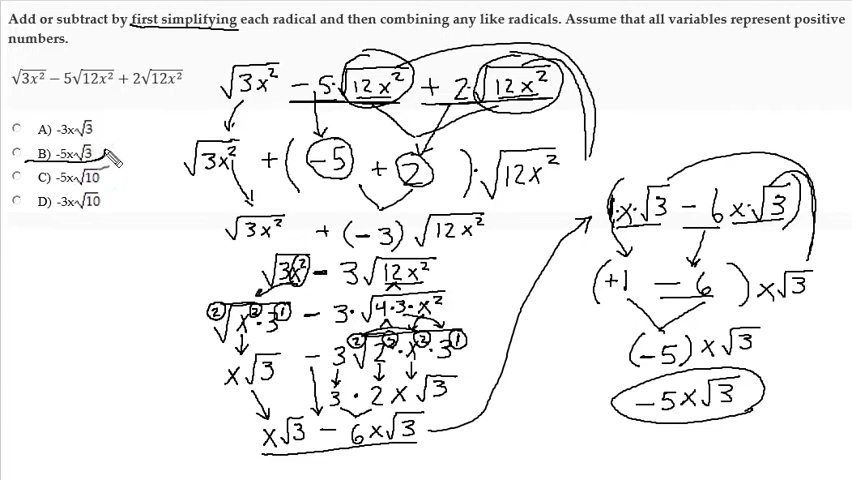 Add or subtract by first simplifying each radical and then combining any like radicals. Assume that all variables represent positive
numbers.
√3x² − 5√12x² + 2√12x²
A) -3x√3
B) -5x√3
C) -5x√10
D) -3x√10
√3x² − 5·√12x² + 2·√12x²
√3x² + (−5 + 2)·√12x²
√3x² + (−3)√12x²
√3x² − 3√12x²
√x²·3¹ − 3·√4·3·x²
x√3 − 3√2²·x²·3¹
3·2x√3
x√3 − 6x√3
(1·x·√3 − 6x·√3)
(+1 − 6)x√3
(−5)x√3
−5x√3